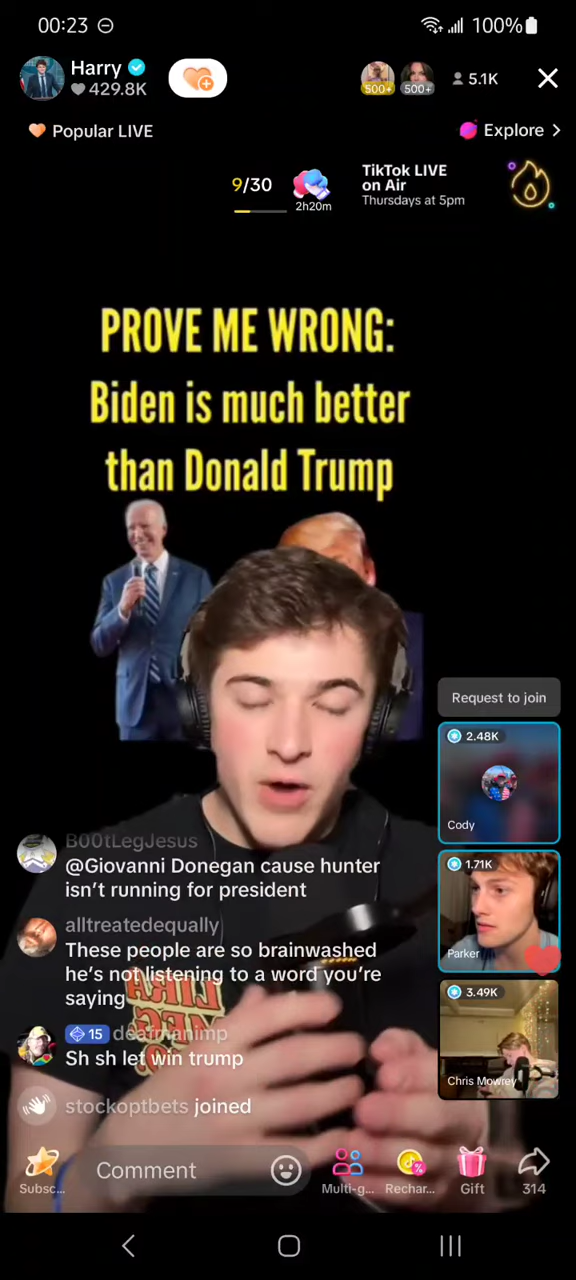 00:23
100%
Harry
429.8K
500+
500+
5.1K
Popular LIVE
Explore
9/30
2h20m
TikTok LIVE
on Air
Thursdays at 5pm
PROVE ME WRONG:
Biden is much better
than Donald Trump
Request to join
2.48K
Cody
1.71K
Parker
3.49K
Chris Mowrey
B00tLegJesus
@Giovanni Donegan cause hunter
isn't running for president
alltreatedequally
These people are so brainwashed
he's not listening to a word you're
saying
15 deafmanimp
Sh sh let win trump
stockoptbets joined
Comment
Subsc...
Multi-g...
Rechar...
Gift
314